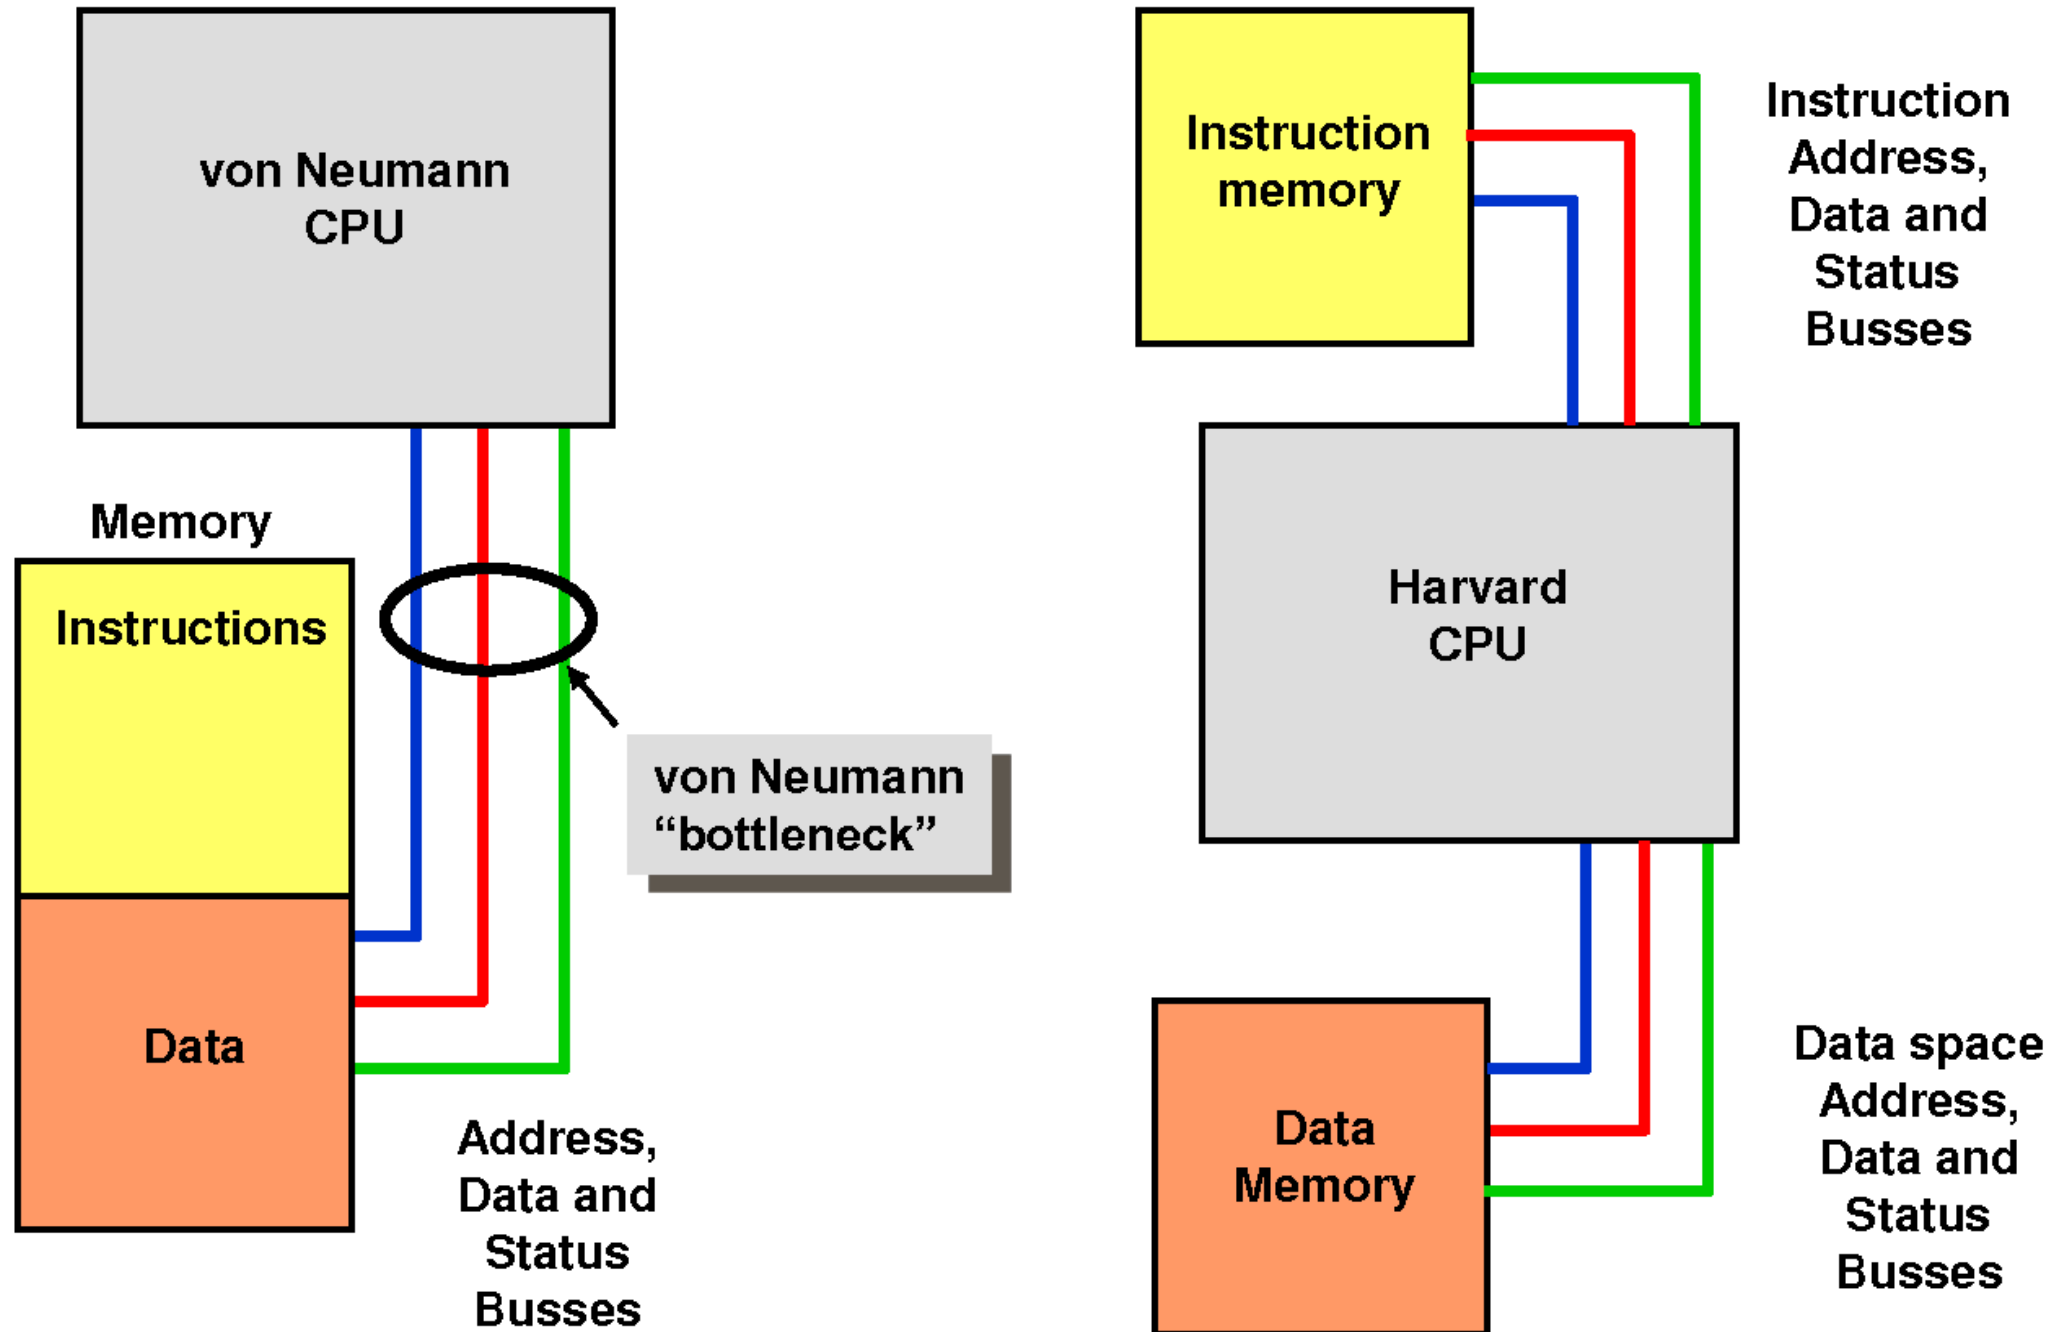 von Neumann
CPU
Memory
Instructions
Data
von Neumann
“bottleneck”
Address,
Data and
Status
Busses
Instruction
memory
Instruction
Address,
Data and
Status
Busses
Harvard
CPU
Data
Memory
Data space
Address,
Data and
Status
Busses